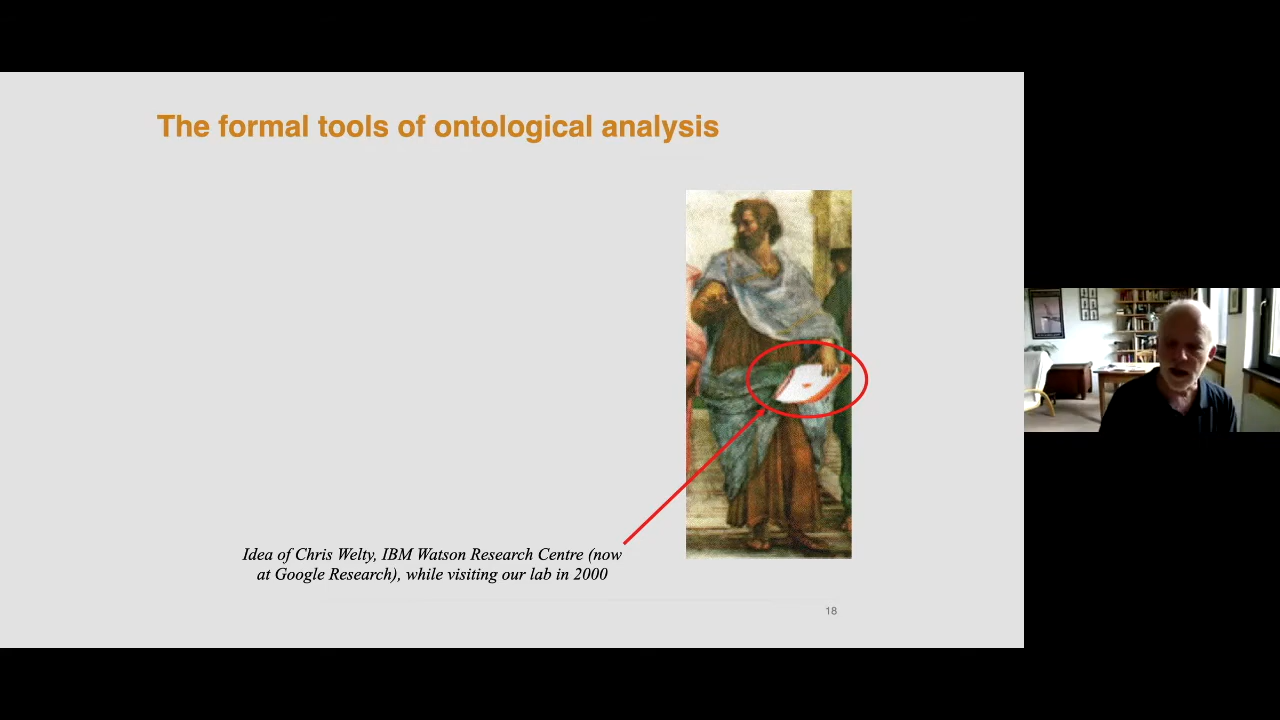 The formal tools of ontological analysis
Idea of Chris Welty, IBM Watson Research Centre (now
at Google Research), while visiting our lab in 2000
18